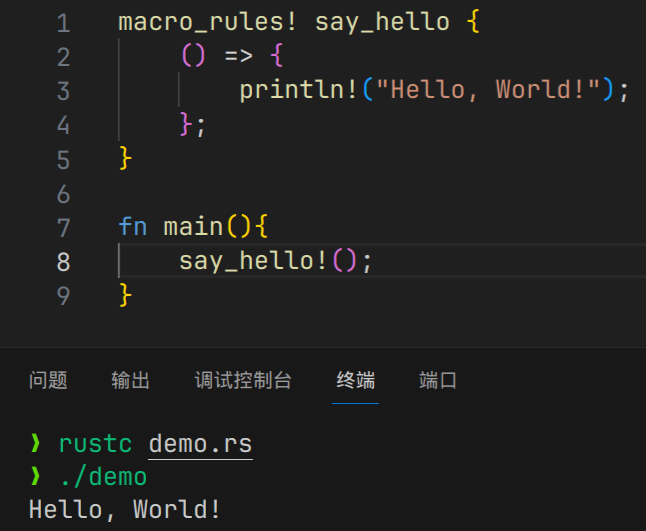 1 macro_rules! say_hello {
2     () => {
3         println!("Hello, World!");
4     };
5 }
6
7 fn main(){
8     say_hello!();
9 }
问题 输出 调试控制台 终端 端口
❱ rustc demo.rs
❱ ./demo
Hello, World!